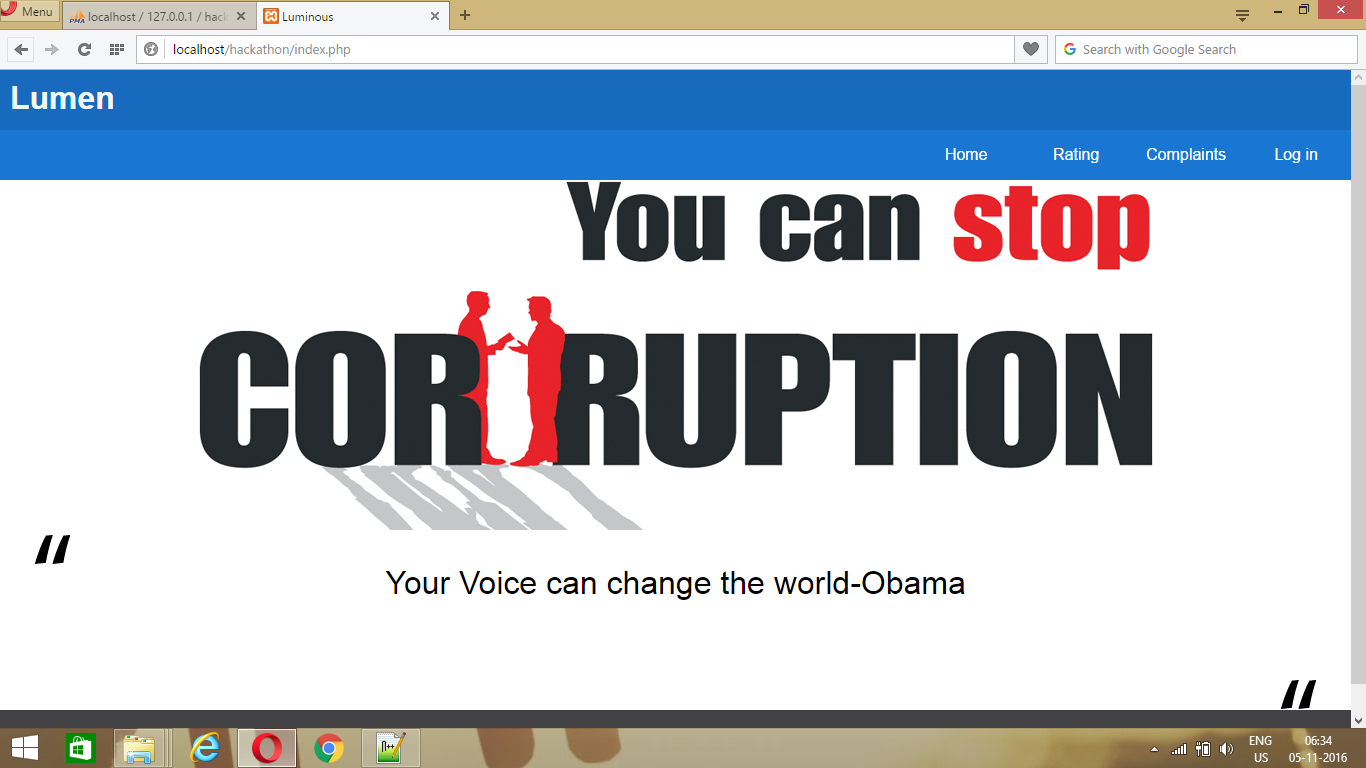 Menu
localhost / 127.0.0.1 / hac
Luminous
localhost/hackathon/index.php
Search with Google Search
Lumen
Home Rating Complaints Log in
You can stop
CORRUPTION
“
Your Voice can change the world-Obama
“
ENG 06:34
US 05-11-2016